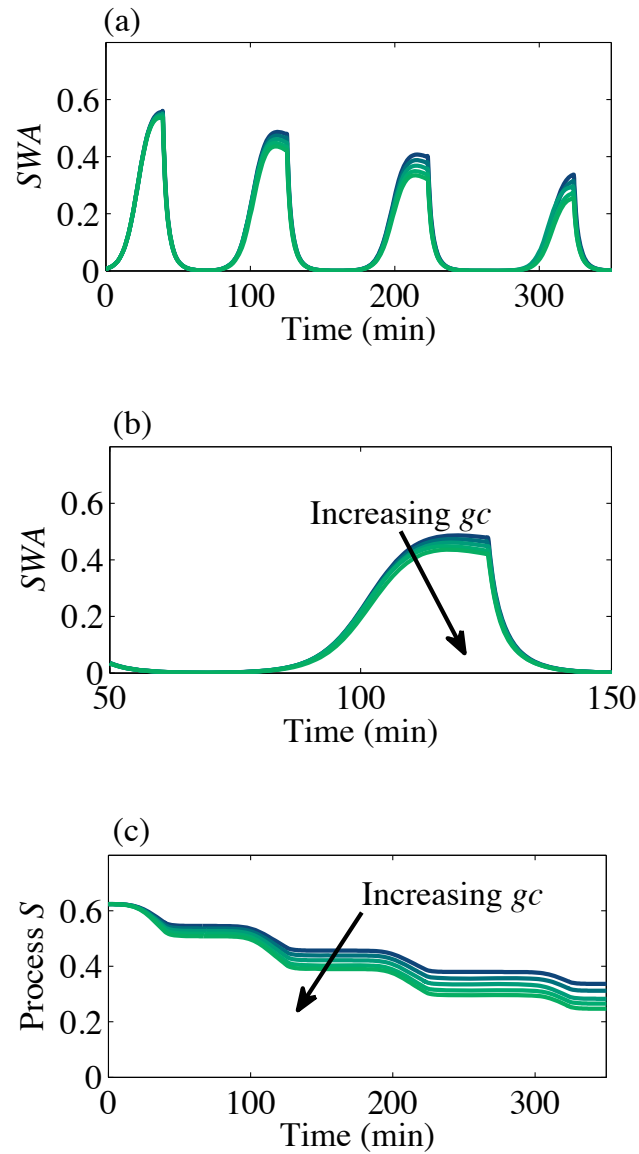 (a)
0.6
0.4
0.2
0
SWA
0 100 200 300
Time (min)
(b)
0.6
0.4
0.2
0
SWA
Increasing gc
50 100 150
Time (min)
(c)
0.6
0.4
0.2
0
Process S
Increasing gc
0 100 200 300
Time (min)